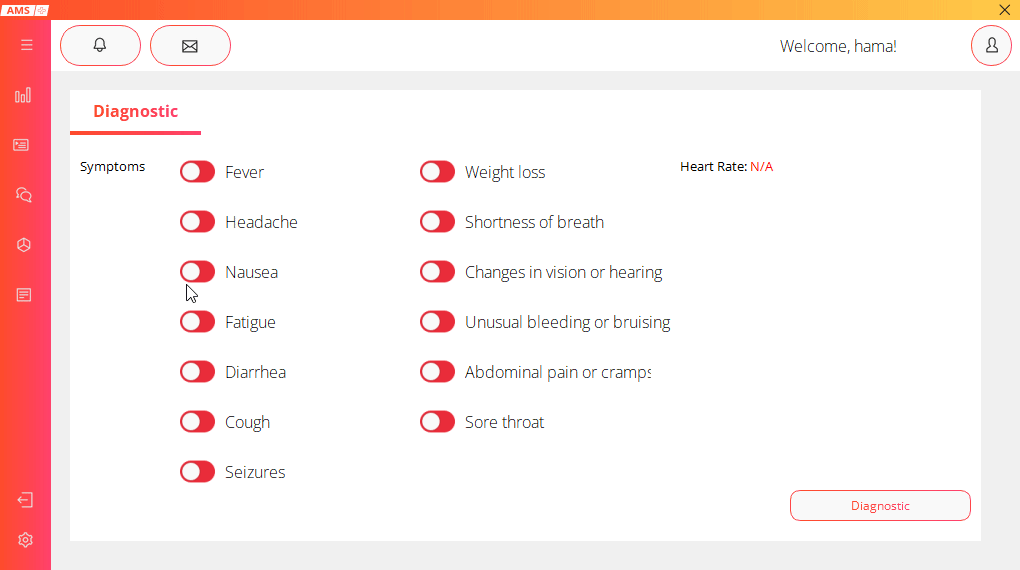 AMS
Welcome, hama!
Diagnostic
Symptoms
Fever
Weight loss
Heart Rate: N/A
Headache
Shortness of breath
Nausea
Changes in vision or hearing
Fatigue
Unusual bleeding or bruising
Diarrhea
Abdominal pain or cramps
Cough
Sore throat
Seizures
Diagnostic